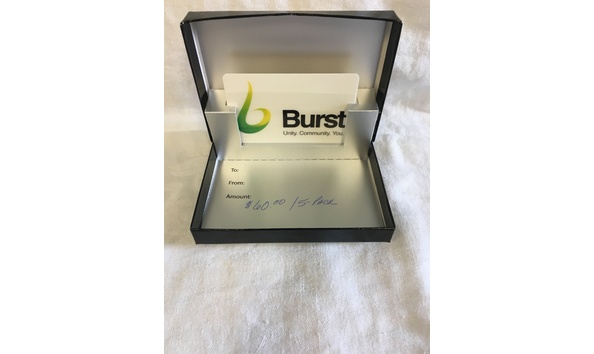 Burst
Unity. Community. You.
To:
From:
Amount:
$60.00 / 5-Pack